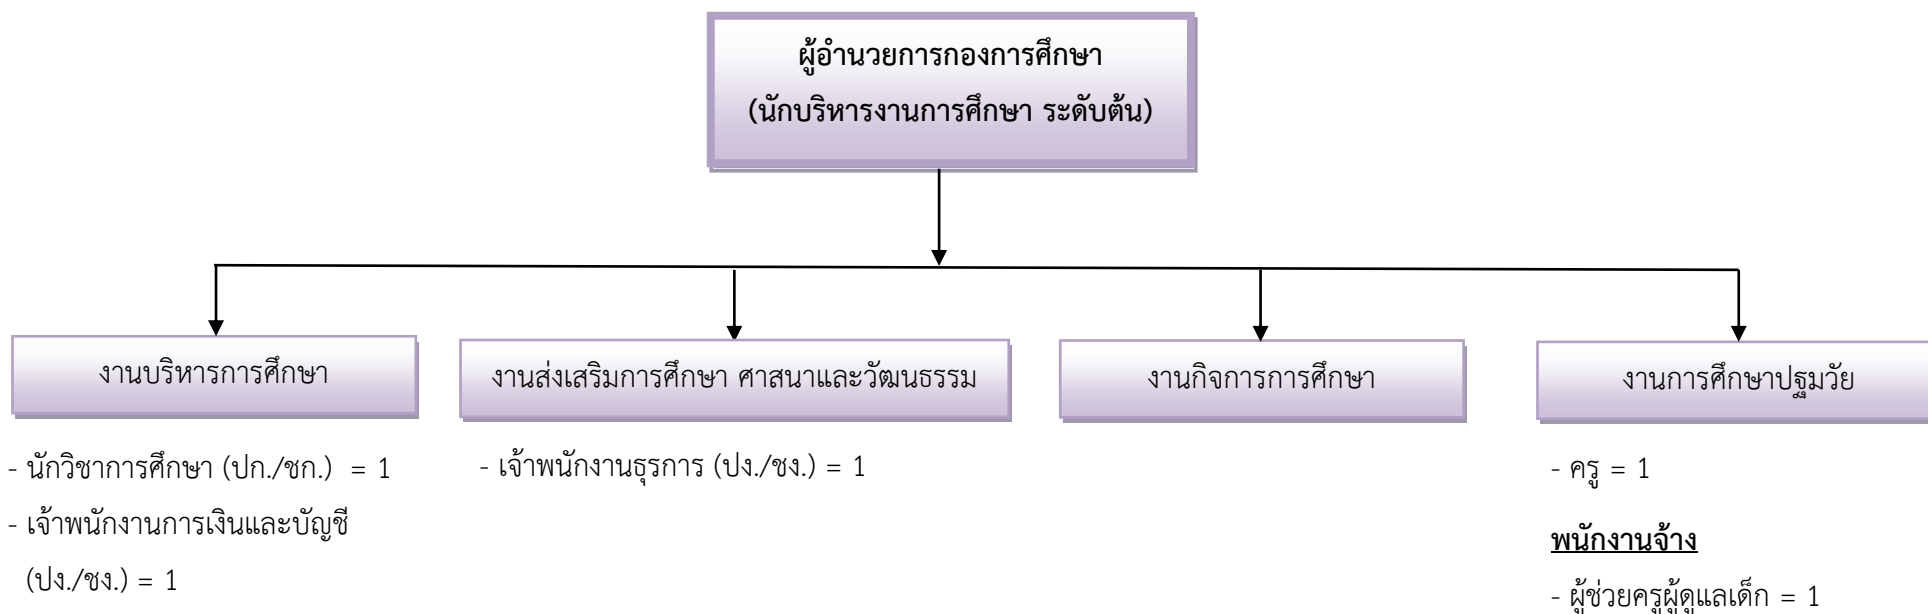 ผู้อำนวยการกองการศึกษา
(นักบริหารงานการศึกษา ระดับต้น)
งานบริหารการศึกษา
งานส่งเสริมการศึกษา ศาสนาและวัฒนธรรม
งานกิจการการศึกษา
งานการศึกษาปฐมวัย
- นักวิชาการศึกษา (ปก./ชก.) = 1
- เจ้าพนักงานการเงินและบัญชี
(ปง./ชง.) = 1
- เจ้าพนักงานธุรการ (ปง./ชง.) = 1
- ครู = 1
พนักงานจ้าง
- ผู้ช่วยครูผู้ดูแลเด็ก = 1